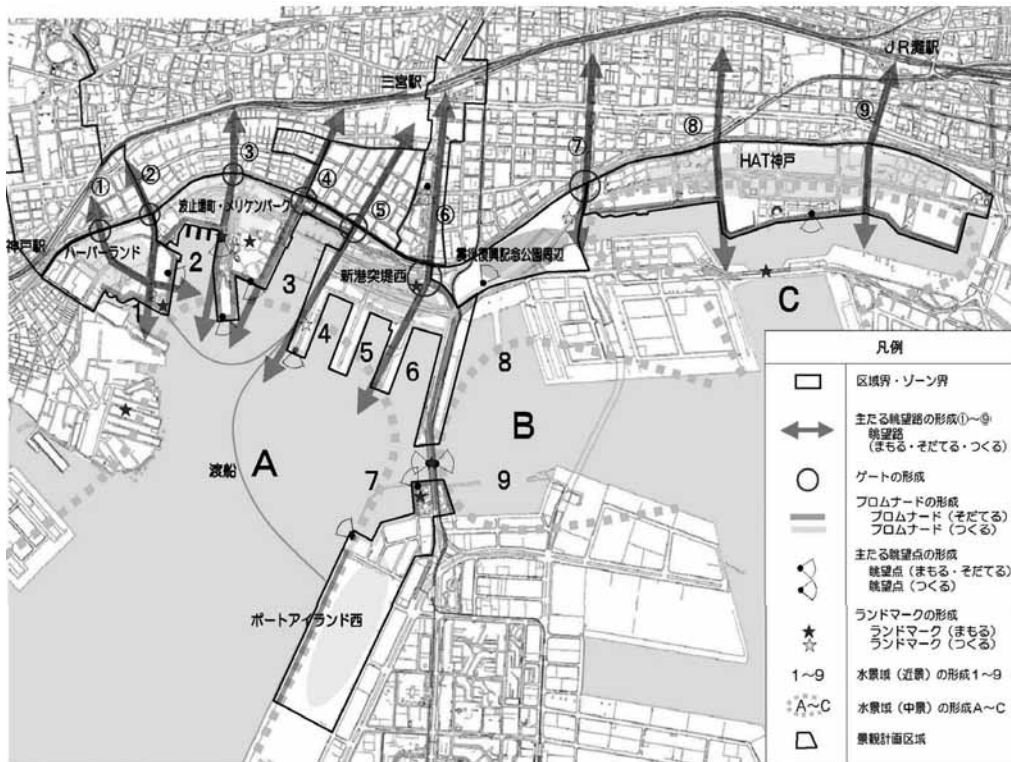 三宮駅
JR灘駅
①
②
③
④
⑤
⑥
⑦
⑧
⑨
HAT神戸
波止場町・メリケンパーク
神戸駅
ハーバーランド
新港突堤西
震災復興記念公園周辺
1
2
3
4
5
6
7
8
9
A
B
C
渡船
ポートアイランド西
凡例
区域界・ゾーン界
主たる眺望路の形成①~⑨
眺望路
(まもる・そだてる・つくる)
ゲートの形成
プロムナードの形成
プロムナード(そだてる)
プロムナード(つくる)
主たる眺望点の形成
眺望点(まもる・そだてる)
眺望点(つくる)
ランドマークの形成
ランドマーク(まもる)
ランドマーク(つくる)
1~9
水景域(近景)の形成1~9
A~C
水景域(中景)の形成A~C
景観計画区域